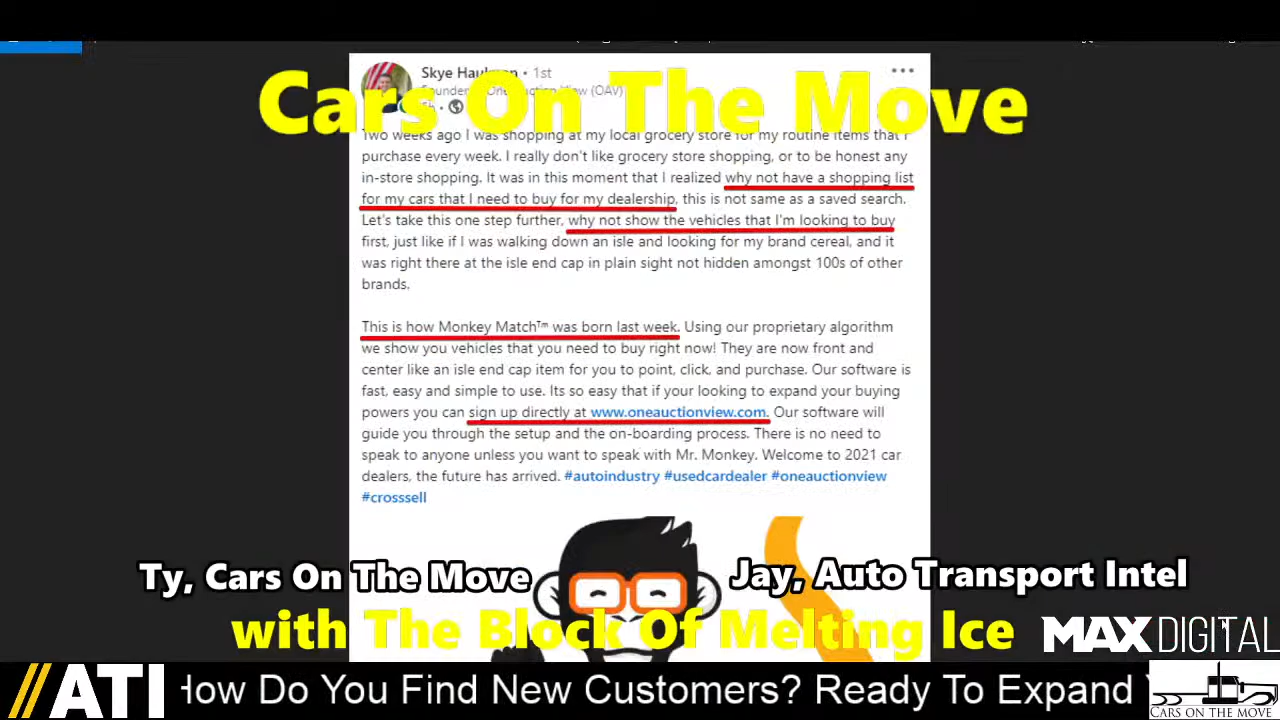 Cars On The Move
Skye • 1st
(OAV)
Two weeks ago I was shopping at my local grocery store for my routine items that I
purchase every week. I really don't like grocery store shopping, or to be honest any
in-store shopping. It was in this moment that I realized why not have a shopping list
for my cars that I need to buy for my dealership, this is not same as a saved search.
Let's take this one step further, why not show the vehicles that I'm looking to buy
first, just like if I was walking down an isle and looking for my brand cereal, and it
was right there at the isle end cap in plain sight not hidden amongst 100s of other
brands.
This is how Monkey Match™ was born last week. Using our proprietary algorithm
we show you vehicles that you need to buy right now! They are now front and
center like an isle end cap item for you to point, click, and purchase. Our software is
fast, easy and simple to use. Its so easy that if your looking to expand your buying
powers you can sign up directly at www.oneauctionview.com. Our software will
guide you through the setup and the on-boarding process. There is no need to
speak to anyone unless you want to speak with Mr. Monkey. Welcome to 2021 car
dealers, the future has arrived. #autoindustry #usedcardealer #oneauctionview
#crosssell
Ty, Cars On The Move
Jay, Auto Transport Intel
with The Block Of Melting Ice
MAXDIGITAL
ATI
How Do You Find New Customers? Ready To Expand
CARS ON THE MOVE